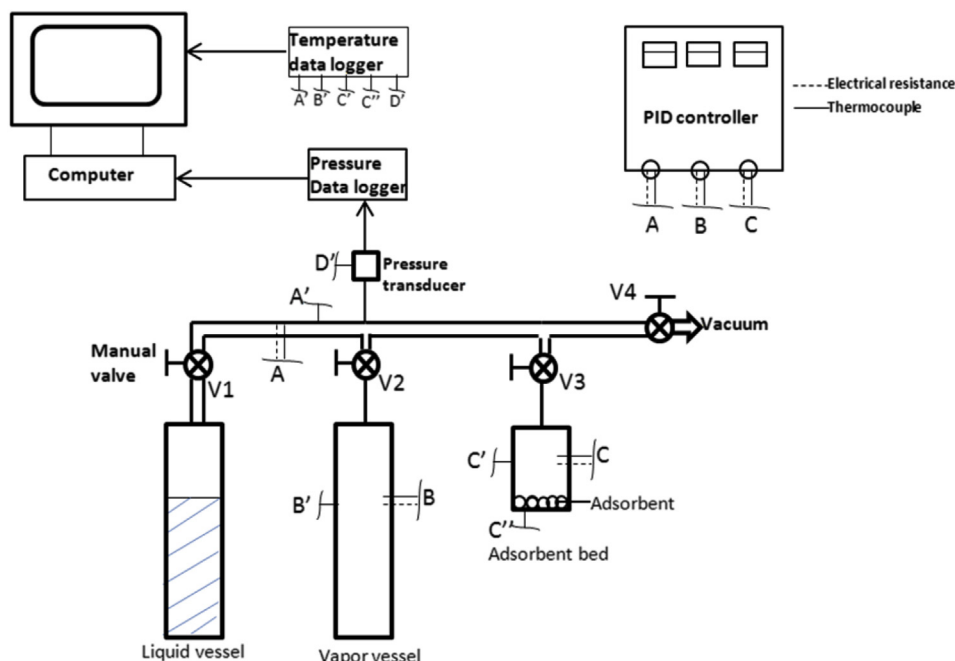 Temperature
data logger
A' B' C' C'' D'
Computer
Pressure
Data logger
PID controller
Electrical resistance
Thermocouple
A B C
D'
Pressure
transducer
A'
V4
Vacuum
Manual
valve
V1
A
V2
V3
C'
C
B'
B
Adsorbent
C''
Adsorbent bed
Liquid vessel
Vapor vessel